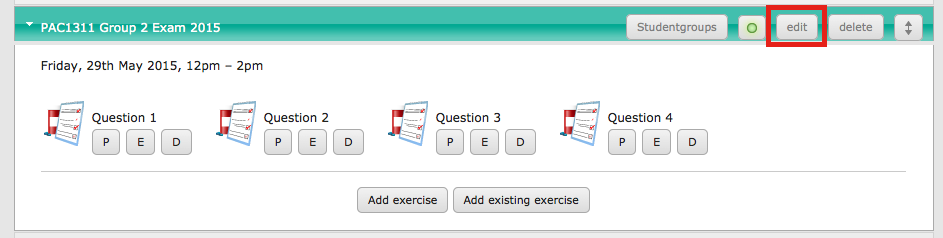 PAC1311 Group 2 Exam 2015 Studentgroups edit delete
Friday, 29th May 2015, 12pm – 2pm
Question 1 Question 2 Question 3 Question 4
P E D P E D P E D P E D
Add exercise Add existing exercise